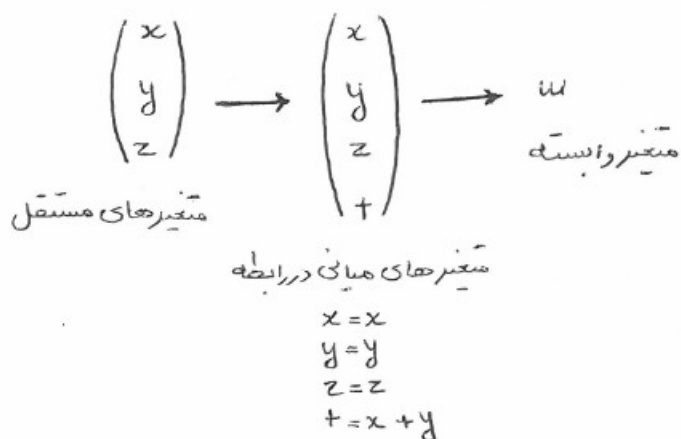 (x y z) → (x y z t) → w
متغیرهای مستقل
متغیر وابسته
متغیرهای میانی در رابطه
x = x
y = y
z = z
t = x + y